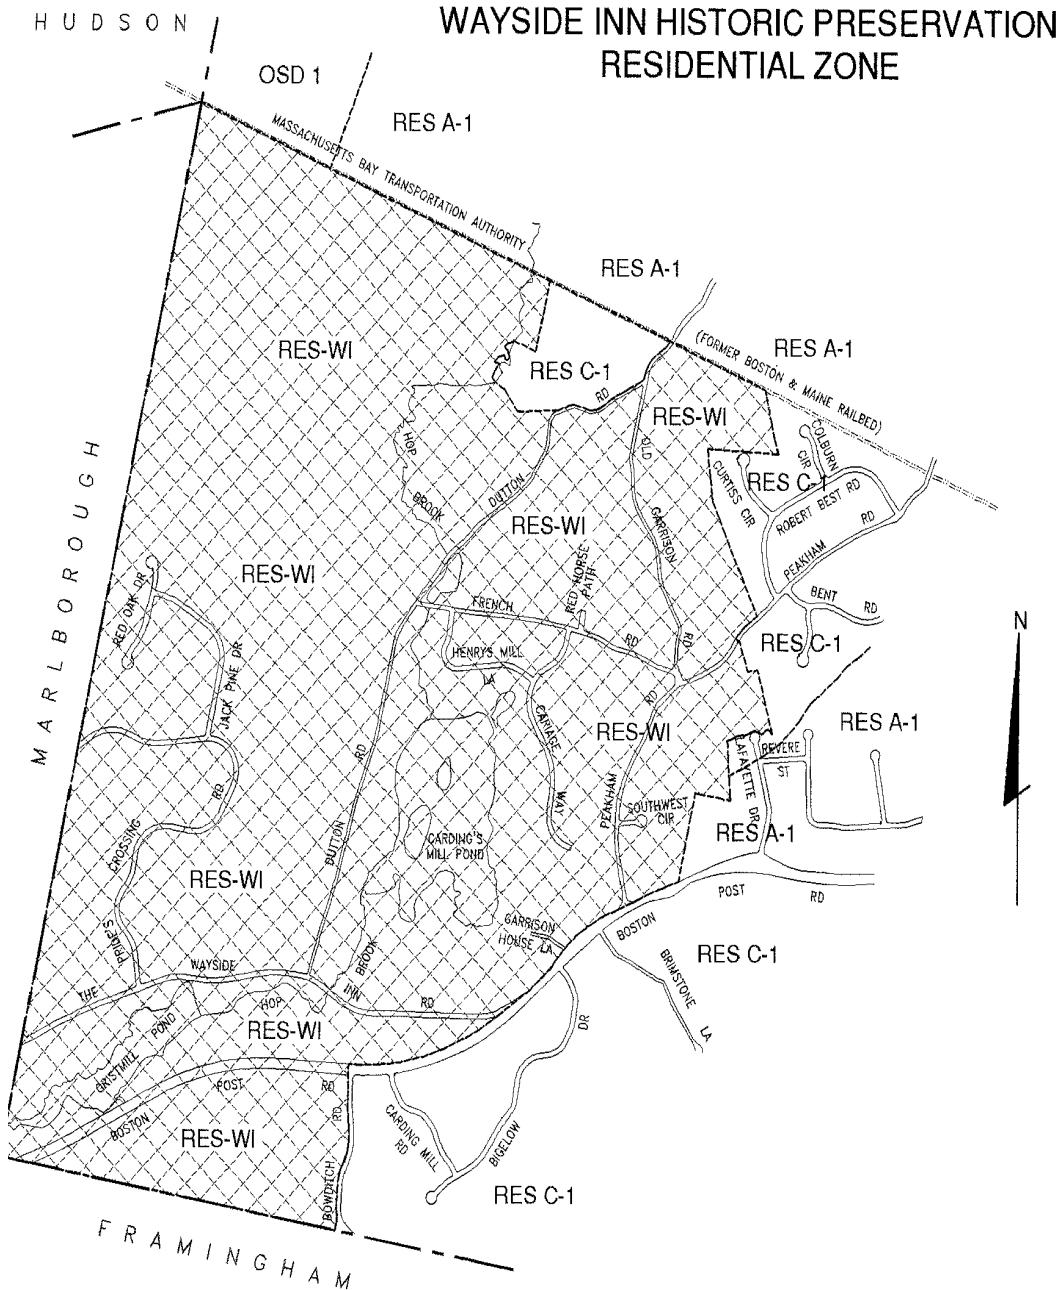 HUDSON
WAYSIDE INN HISTORIC PRESERVATION
RESIDENTIAL ZONE
OSD 1
RES A-1
MASSACHUSETTS BAY TRANSPORTATION AUTHORITY
RES A-1
(FORMER BOSTON & MAINE RAILBED)
RES A-1
RES-WI
RES C-1
RD
RES-WI
HOP
BROOK
OLD
COLBURN
CIR
CURTISS CIR
RES C-1
ROBERT BEST RD
MARLBOROUGH
DUTTON
RES-WI
GARRISON
RD
PEAKHAM
RES-WI
RED HORSE
PATH
RED OAK DR
FRENCH
RD
RD
BENT
RD
N
HENRYS MILL
LA
RES C-1
JACK PINE DR
RD
CARIAGE
WAY
RES-WI
RES A-1
RD
LAFAYETTE DR
REVERE
ST
RD
PEAKHAM
SOUTHWEST
CIR
RES A-1
CROSSING
DUTTON
CARDING'S
MILL POND
RES-WI
POST
RD
PRIDE'S
GARRISON
HOUSE LA
BOSTON
RES C-1
BROOK
WAYSIDE
BRIMSTONE
LA
THE
INN
RD
HOP
DR
POND
RES-WI
GRISTMILL
POST
RD
RD
BOSTON
CARDING MILL
RD
BIGELOW
RES-WI
BOWDITCH
RES C-1
FRAMINGHAM